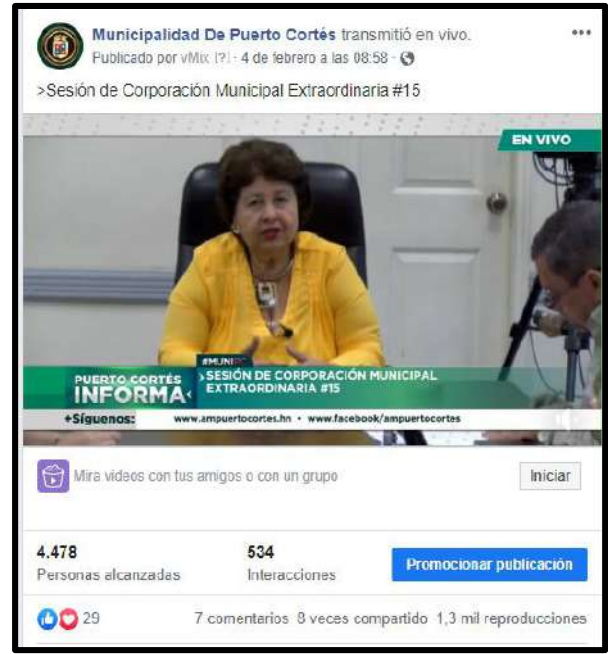 Municipalidad De Puerto Cortés transmitió en vivo.
Publicado por vMix [?] · 4 de febrero a las 08:58 ·
>Sesión de Corporación Municipal Extraordinaria #15
EN VIVO
#MUNIPC
PUERTO CORTÉS
INFORMA
SESIÓN DE CORPORACIÓN MUNICIPAL
EXTRAORDINARIA #15
+Síguenos: www.ampuertocortes.hn • www.facebook/ampuertocortes
Mira videos con tus amigos o con un grupo
Iniciar
4.478
Personas alcanzadas
534
Interacciones
Promocionar publicación
29
7 comentarios 8 veces compartido 1,3 mil reproducciones